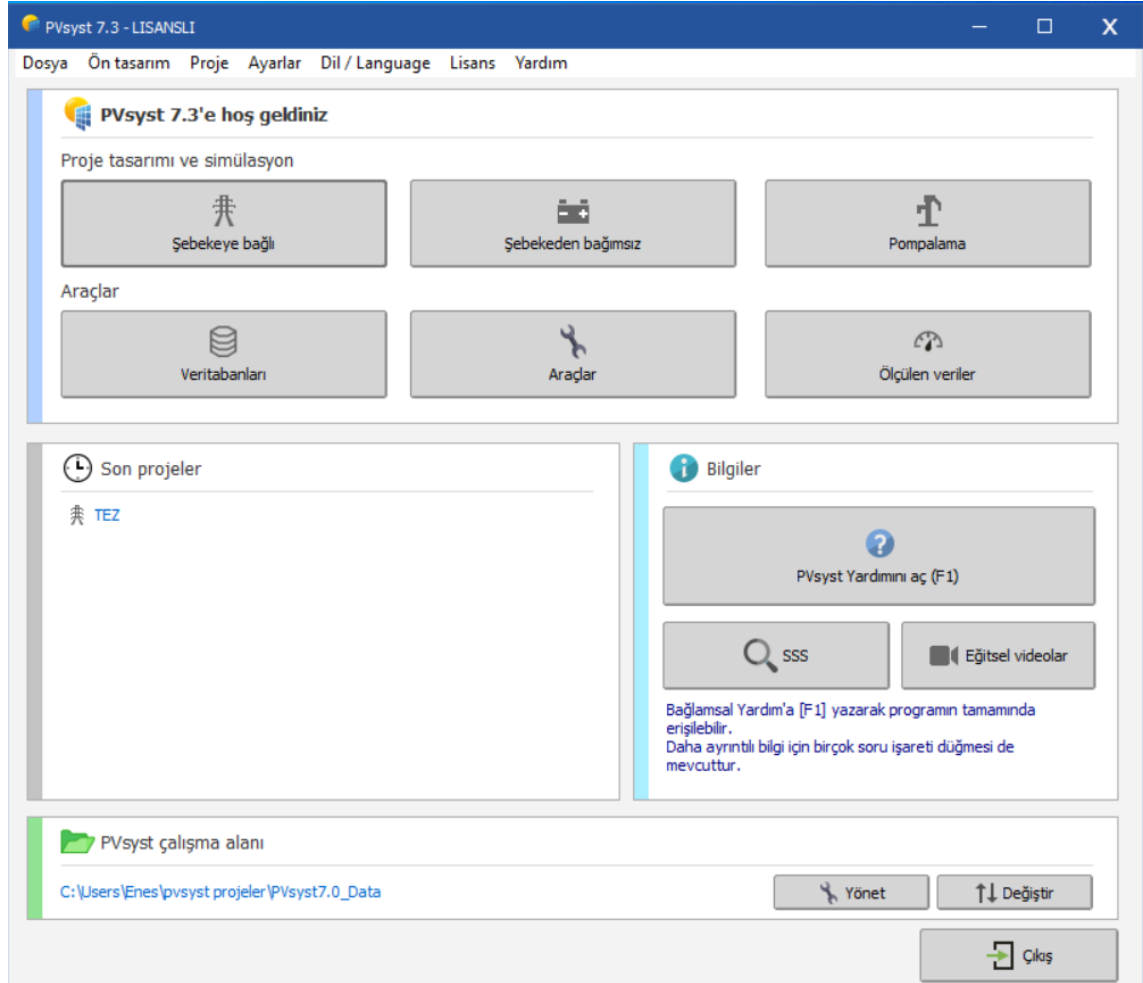 PVsyst 7.3 - LISANSLI
Dosya Ön tasarım Proje Ayarlar Dil / Language Lisans Yardım
PVsyst 7.3'e hoş geldiniz
Proje tasarımı ve simülasyon
Şebekeye bağlı
Şebekeden bağımsız
Pompalama
Araçlar
Veritabanları
Araçlar
Ölçülen veriler
Son projeler
TEZ
Bilgiler
PVsyst Yardımını aç (F1)
SSS
Eğitsel videolar
Bağlamsal Yardım'a [F1] yazarak programın tamamında
erişilebilir.
Daha ayrıntılı bilgi için birçok soru işareti düğmesi de
mevcuttur.
PVsyst çalışma alanı
C:\Users\Enes\pvsyst projeler\PVsyst7.0_Data
Yönet
Değiştir
Çıkış